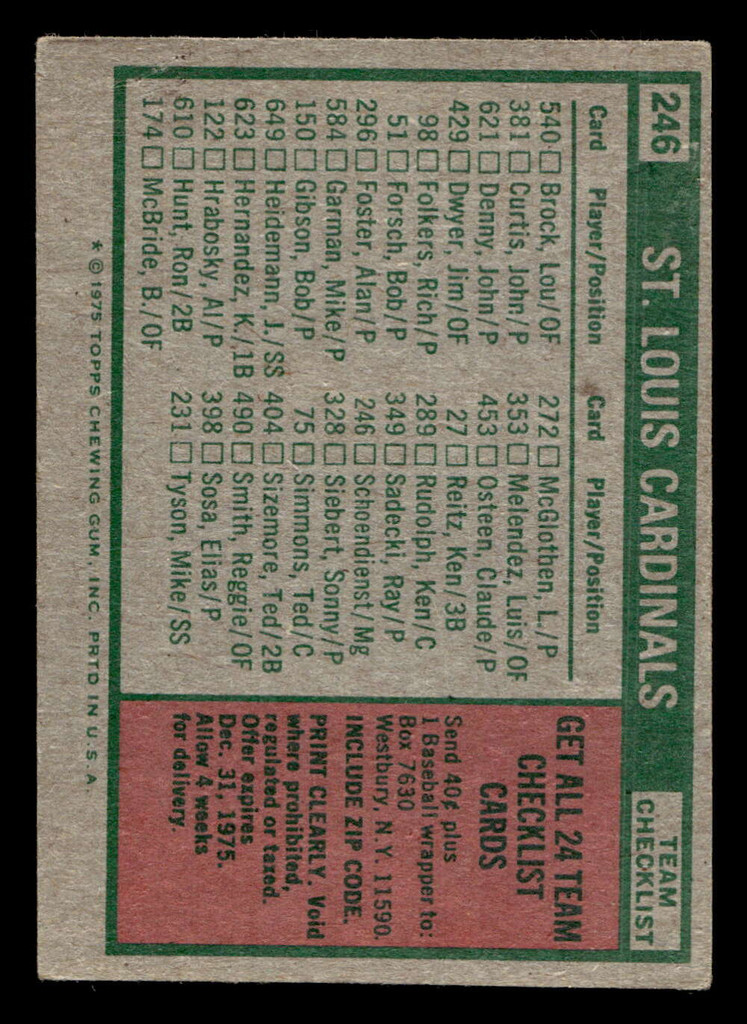 246 ST. LOUIS CARDINALS TEAM CHECKLIST
Card Player/Position Card Player/Position
540 □ Brock, Lou/OF
381 □ Curtis, John/P
621 □ Denny, John/P
429 □ Dwyer, Jim/OF
98 □ Folkers, Rich/P
51 □ Forsch, Bob/P
296 □ Foster, Alan/P
584 □ Garman, Mike/P
150 □ Gibson, Bob/P
649 □ Heidemann, J./SS
623 □ Hernandez, K./1B
122 □ Hrabosky, Al/P
610 □ Hunt, Ron/2B
174 □ McBride, B./OF
272 □ McGlothen, L./P
353 □ Melendez, Luis/OF
453 □ Osteen, Claude/P
27 □ Reitz, Ken/3B
289 □ Rudolph, Ken/C
349 □ Sadecki, Ray/P
246 □ Schoendienst/Mg
328 □ Siebert, Sonny/P
75 □ Simmons, Ted/C
404 □ Sizemore, Ted/2B
490 □ Smith, Reggie/OF
398 □ Sosa, Elias/P
231 □ Tyson, Mike/SS
GET ALL 24 TEAM
CHECKLIST
CARDS
Send 40¢ plus
1 Baseball wrapper to:
Box 7630
Westbury, N.Y. 11590.
INCLUDE ZIP CODE.
PRINT CLEARLY. Void
where prohibited,
regulated or taxed.
Offer expires
Dec. 31, 1975.
Allow 4 weeks
for delivery.
* © 1975 TOPPS CHEWING GUM, INC. PRTD IN U.S.A.